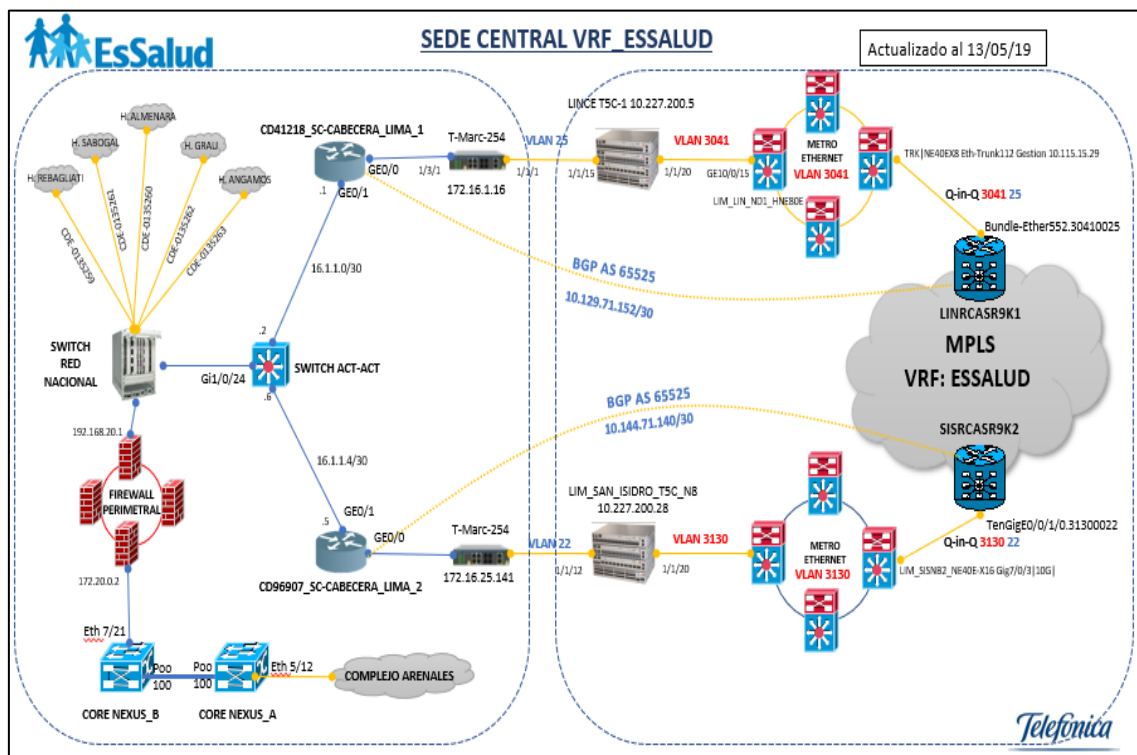 EsSalud
SEDE CENTRAL VRF_ESSALUD
Actualizado al 13/05/19
H. ALMENARA
H. SABOGAL
H. GRAU
H. REBAGLIATI
H. ANGAMOS
CDE-0135259
CDE-0135261
CDE-0135260
CDE-0135262
CDE-0135263
CD41218_SC-CABECERA_LIMA_1
GE0/0
.1
GE0/1
T-Marc-254
1/3/1
1/1/1
172.16.1.16
VLAN 25
LINCE T5C-1 10.227.200.5
1/1/15
1/1/20
VLAN 3041
GE10/0/15
METRO
ETHERNET
VLAN 3041
LIM_LIN_ND1_HNE80E
TRK|NE40EX8 Eth-Trunk112 Gestion 10.115.15.29
Q-in-Q 3041 25
Bundle-Ether552.30410025
LINRCASR9K1
16.1.1.0/30
BGP AS 65525
10.129.71.152/30
MPLS
VRF: ESSALUD
SWITCH
RED
NACIONAL
Gi1/0/24
.2
SWITCH ACT-ACT
.6
BGP AS 65525
10.144.71.140/30
SISRCASR9K2
192.168.20.1
FIREWALL
PERIMETRAL
172.20.0.2
16.1.1.4/30
.5
GE0/1
GE0/0
CD96907_SC-CABECERA_LIMA_2
T-Marc-254
172.16.25.141
VLAN 22
LIM_SAN_ISIDRO_T5C_N8
10.227.200.28
1/1/12
1/1/20
VLAN 3130
METRO
ETHERNET
VLAN 3130
TenGigE0/0/1/0.31300022
Q-in-Q 3130 22
LIM_SISNB2_NE40E-X16 Gig7/0/3|10G|
Eth 7/21
Poo
100
Poo
100
Eth 5/12
COMPLEJO ARENALES
CORE NEXUS_B
CORE NEXUS_A
Telefónica